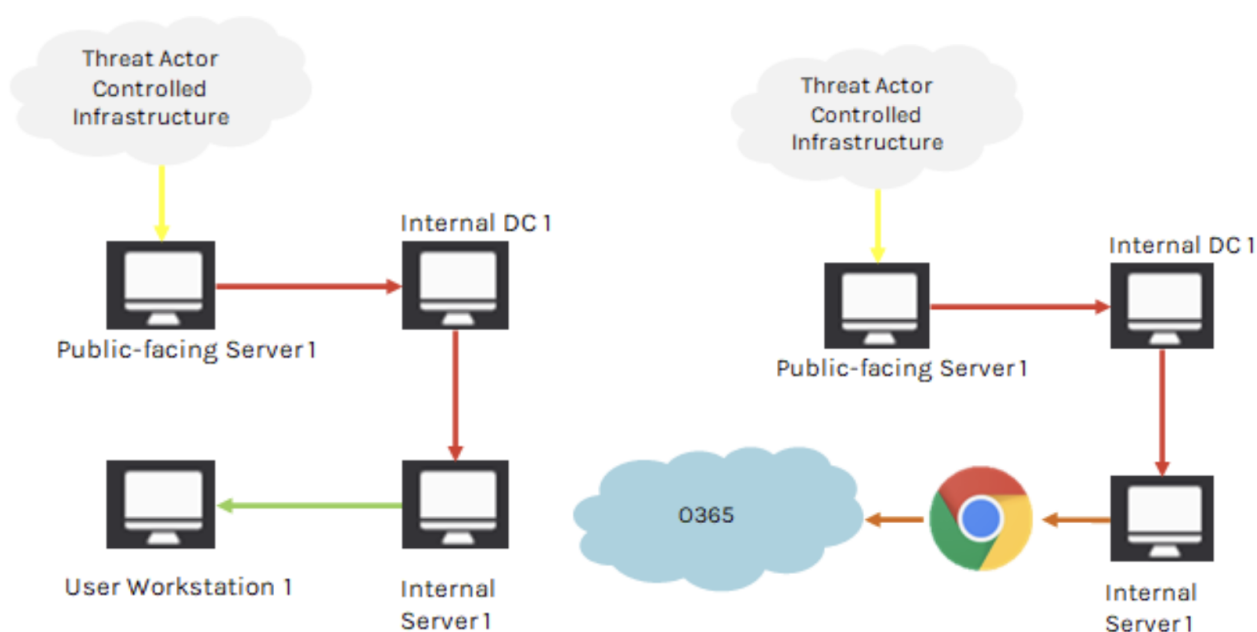 Threat Actor
Controlled
Infrastructure
Internal DC 1
Public-facing Server 1
User Workstation 1
Internal
Server 1
Threat Actor
Controlled
Infrastructure
Internal DC 1
Public-facing Server 1
O365
Internal
Server 1